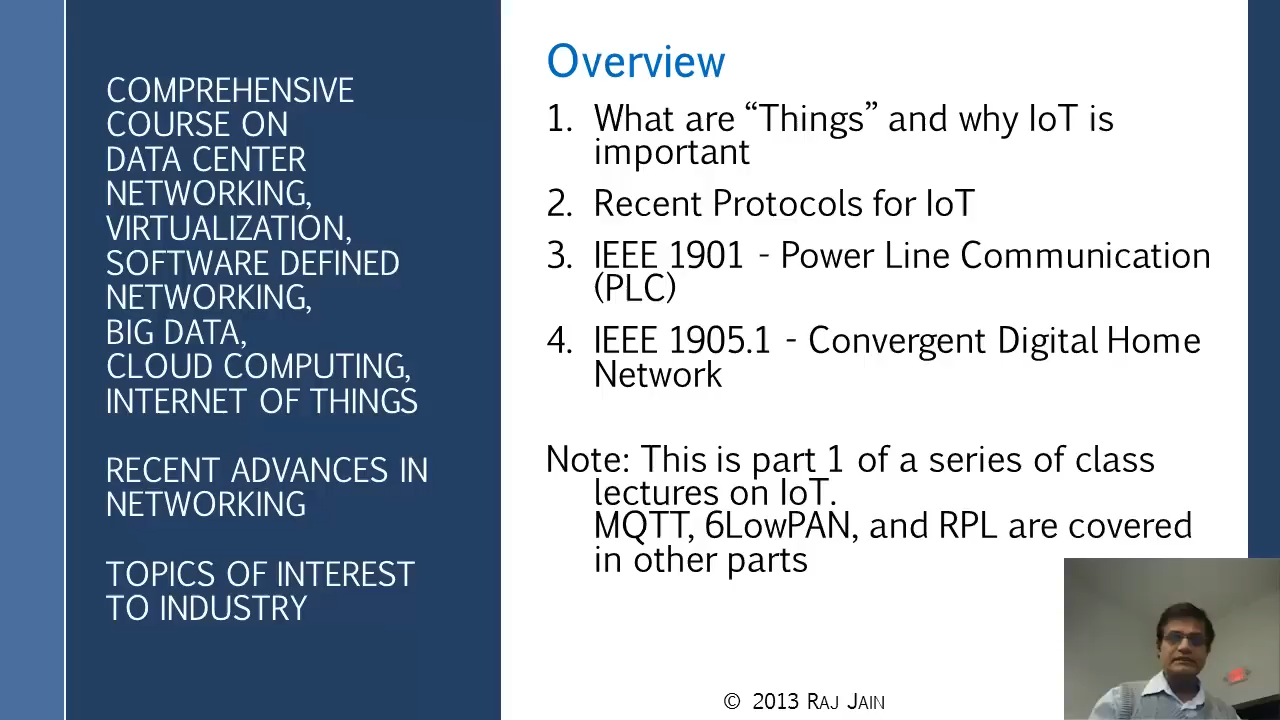 COMPREHENSIVE
COURSE ON
DATA CENTER
NETWORKING,
VIRTUALIZATION,
SOFTWARE DEFINED
NETWORKING,
BIG DATA,
CLOUD COMPUTING,
INTERNET OF THINGS
RECENT ADVANCES IN
NETWORKING
TOPICS OF INTEREST
TO INDUSTRY
Overview
1. What are “Things” and why IoT is
important
2. Recent Protocols for IoT
3. IEEE 1901 - Power Line Communication
(PLC)
4. IEEE 1905.1 - Convergent Digital Home
Network
Note: This is part 1 of a series of class
lectures on IoT.
MQTT, 6LowPAN, and RPL are covered
in other parts
© 2013 RAJ JAIN